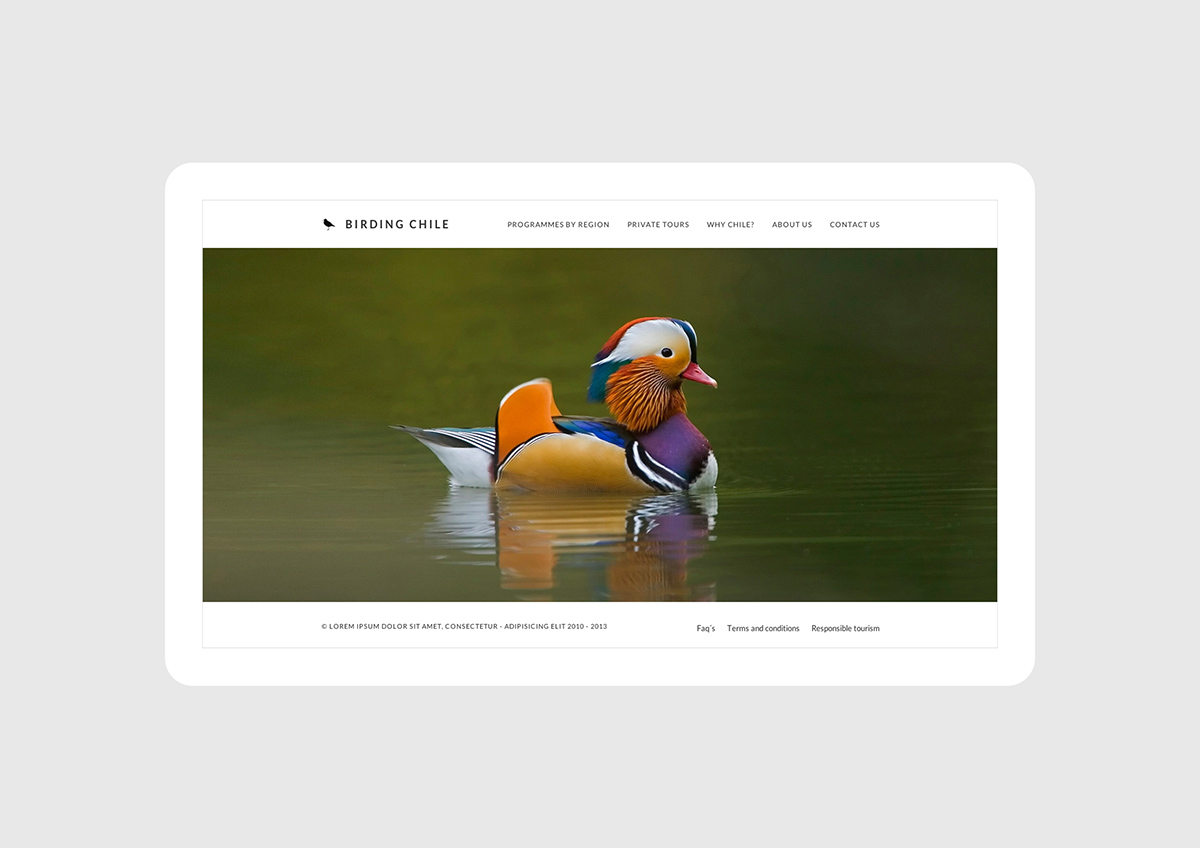 BIRDING CHILE
PROGRAMMES BY REGION PRIVATE TOURS WHY CHILE? ABOUT US CONTACT US
© LOREM IPSUM DOLOR SIT AMET, CONSECTETUR - ADIPISICING ELIT 2010 - 2013
Faq´s Terms and conditions Responsible tourism